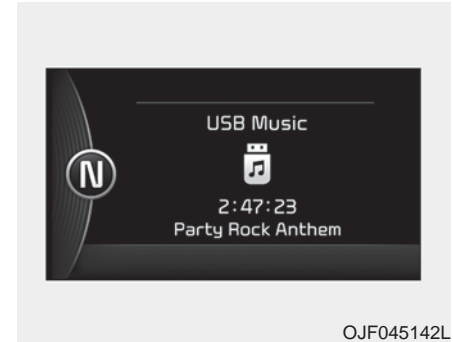 USB Music
N
2:47:23
Party Rock Anthem
OJF045142L